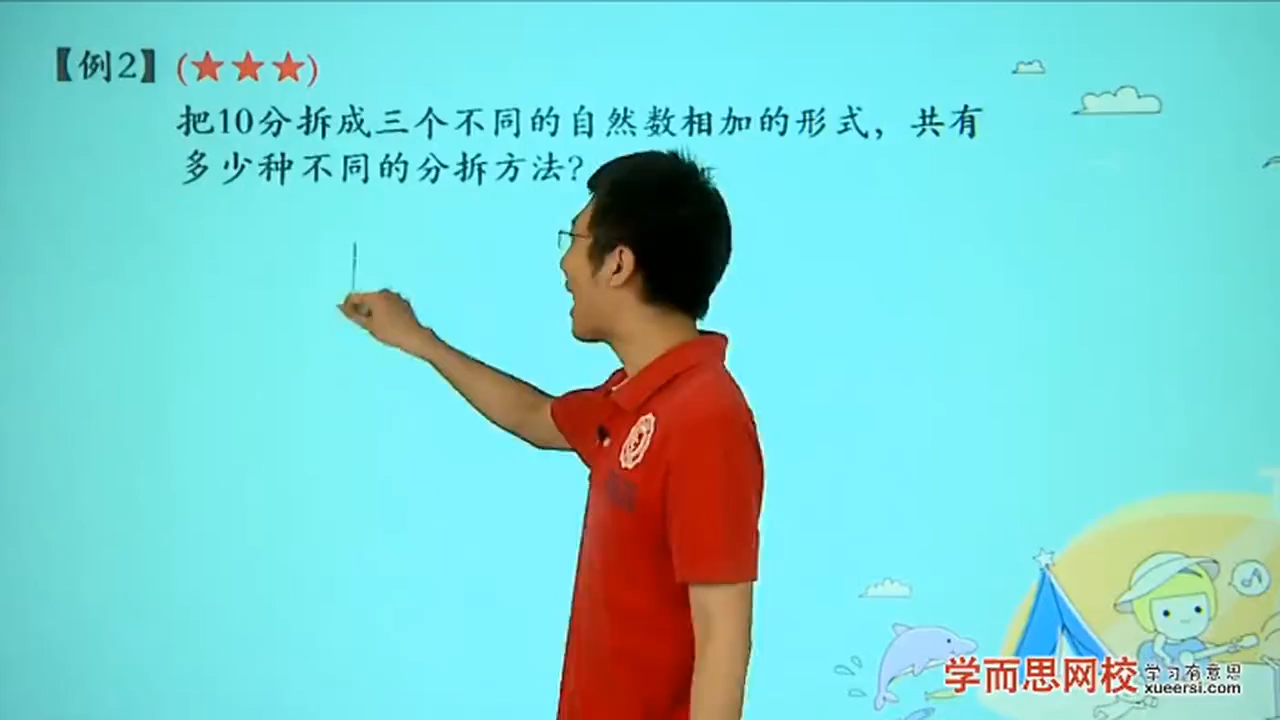 【例2】(★★★)
把10分拆成三个不同的自然数相加的形式，共有
多少种不同的分拆方法?
学而思网校
学习有意思
xueersi.com